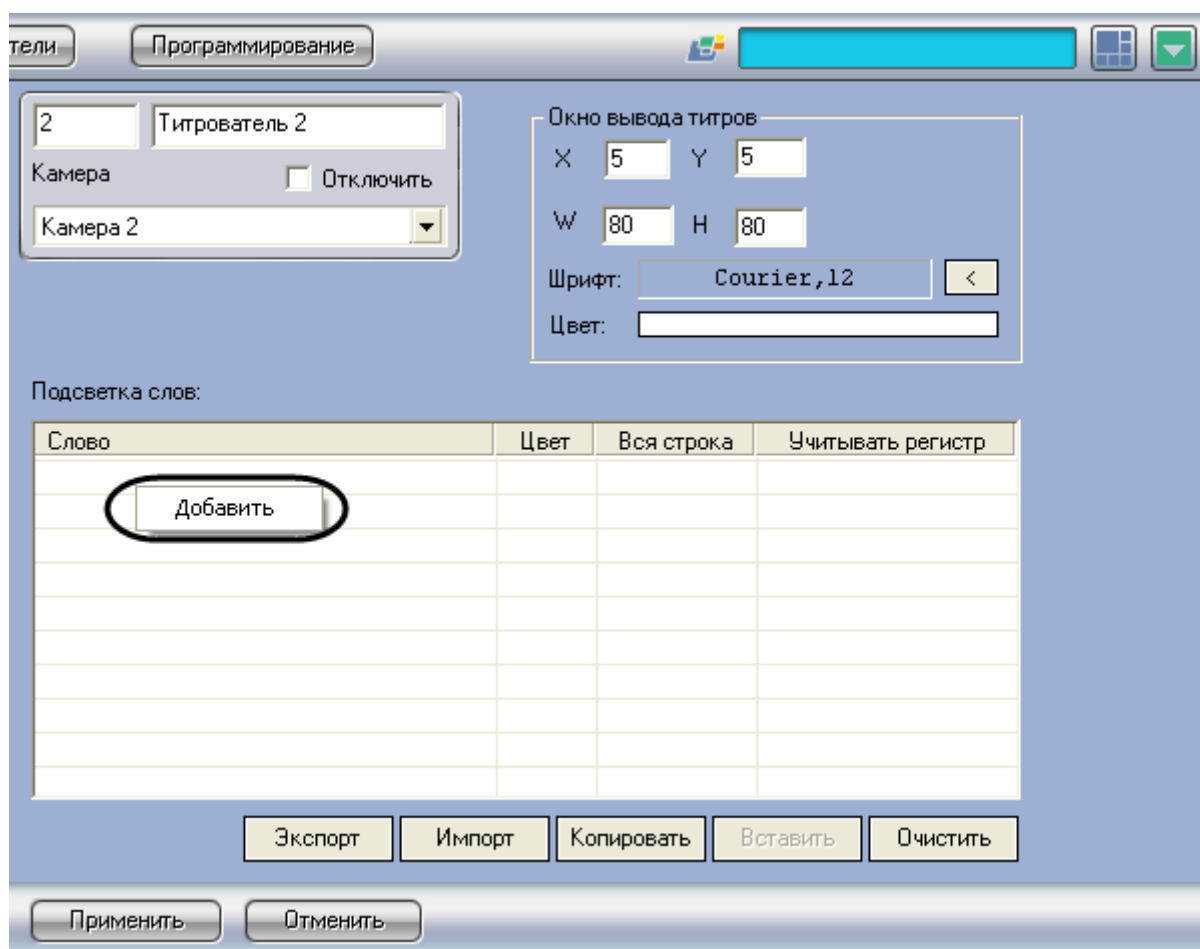 тели Программирование
2 Титрователь 2
Камера Отключить
Камера 2
Окно вывода титров
X 5 Y 5
W 80 H 80
Шрифт: Courier,12 <
Цвет:
Подсветка слов:
Слово Цвет Вся строка Учитывать регистр
Добавить
Экспорт Импорт Копировать Вставить Очистить
Применить Отменить